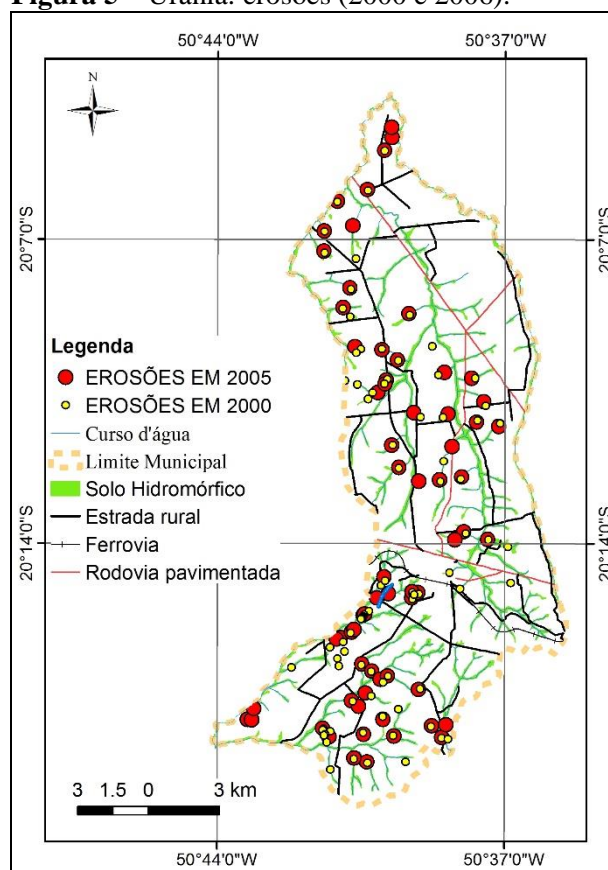 Figura 5 – Urânia: erosões (2000 e 2006).
50°44'0"W 50°37'0"W
N
20°7'0"S 20°7'0"S
Legenda
EROSÕES EM 2005
EROSÕES EM 2000
Curso d'água
Limite Municipal
Solo Hidromórfico
Estrada rural
Ferrovia
Rodovia pavimentada
20°14'0"S 20°14'0"S
3 1.5 0 3 km
50°44'0"W 50°37'0"W